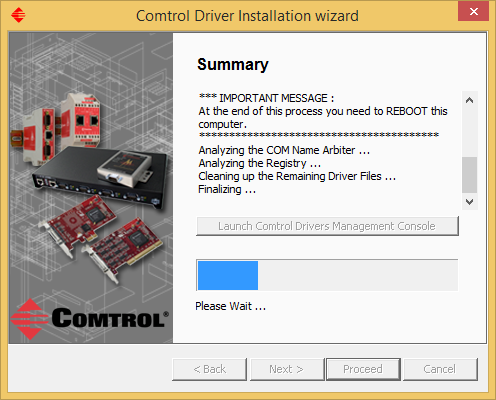 Comtrol Driver Installation wizard
Summary
*** IMPORTANT MESSAGE :
At the end of this process you need to REBOOT this
computer.
*****************************************
Analyzing the COM Name Arbiter ...
Analyzing the Registry ...
Cleaning up the Remaining Driver Files ...
Finalizing ...
Launch Comtrol Drivers Management Console
Please Wait ...
COMTROL®
< Back
Next >
Proceed
Cancel